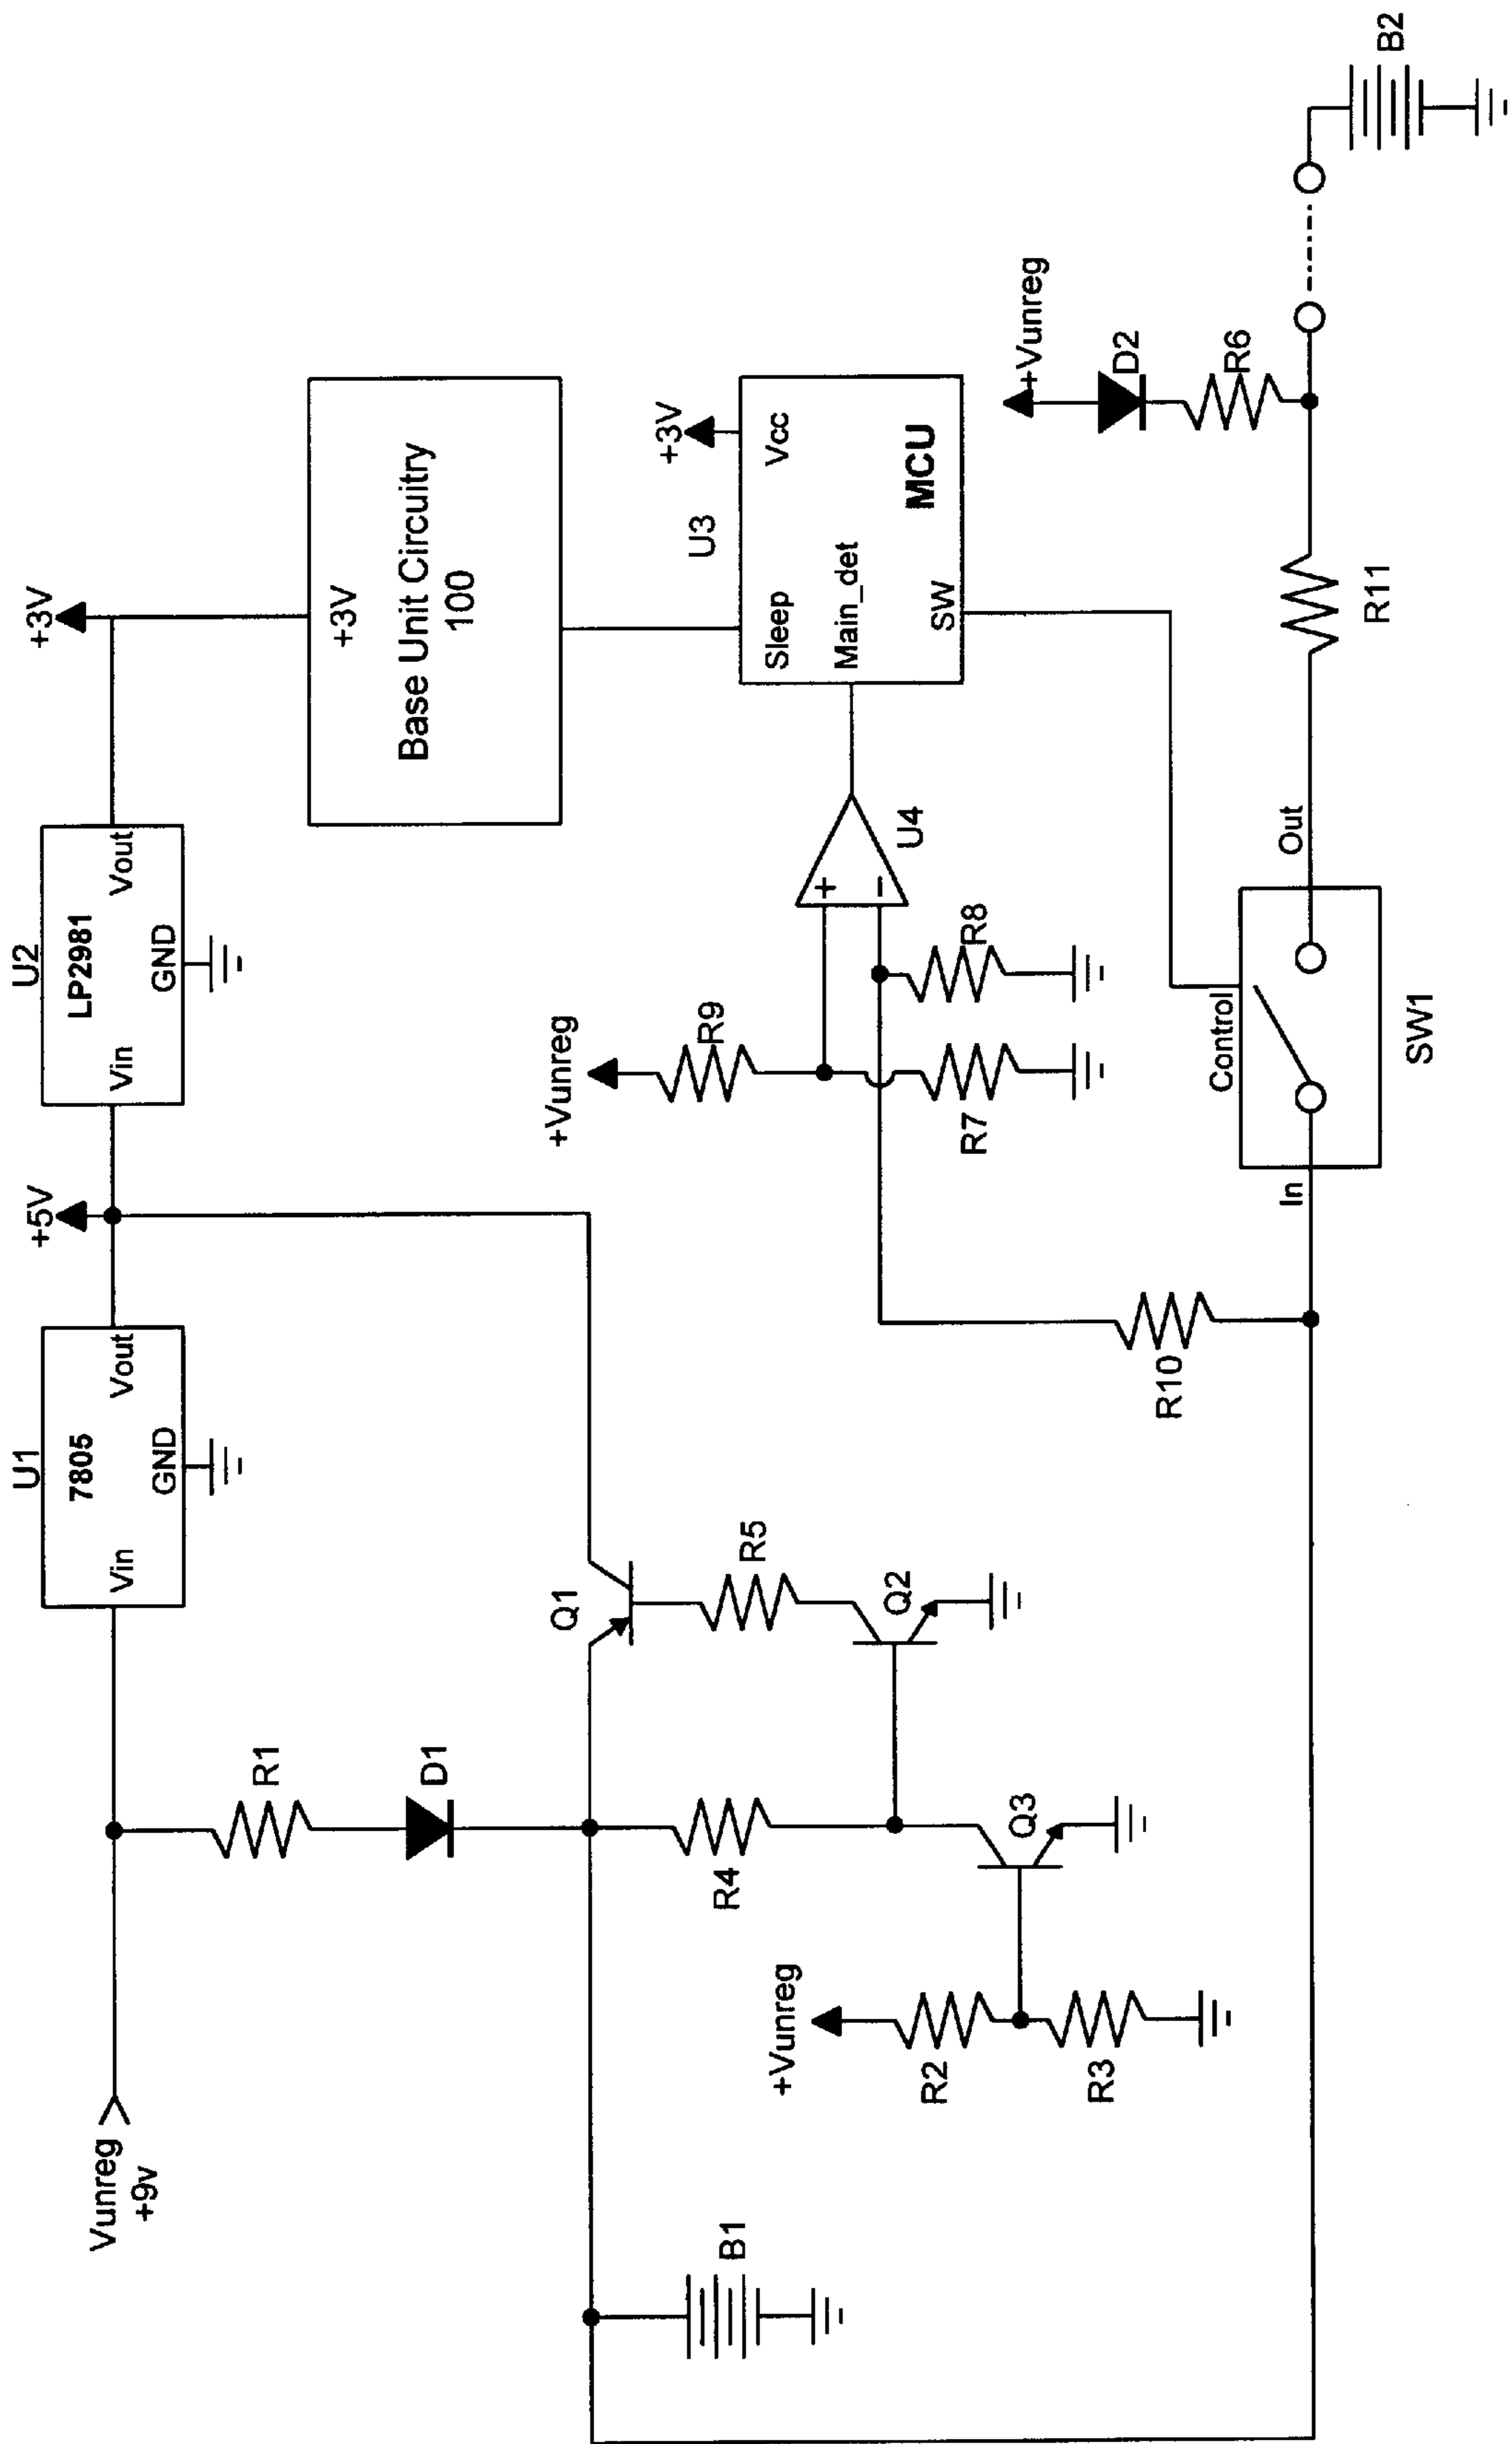 Vunreg
+9v
U1
7805
Vin
Vout
GND
+5V
U2
LP2981
Vin
Vout
GND
+3V
R1
D1
Q1
R4
R5
Q2
Q3
+Vunreg
R2
R3
B1
+3V
Base Unit Circuitry
100
+Vunreg
R9
R7
R8
+
−
U4
U3
+3V
Sleep
Vcc
Main_det
MCU
SW
R10
In
Control
Out
SW1
R11
+Vunreg
D2
R6
B2